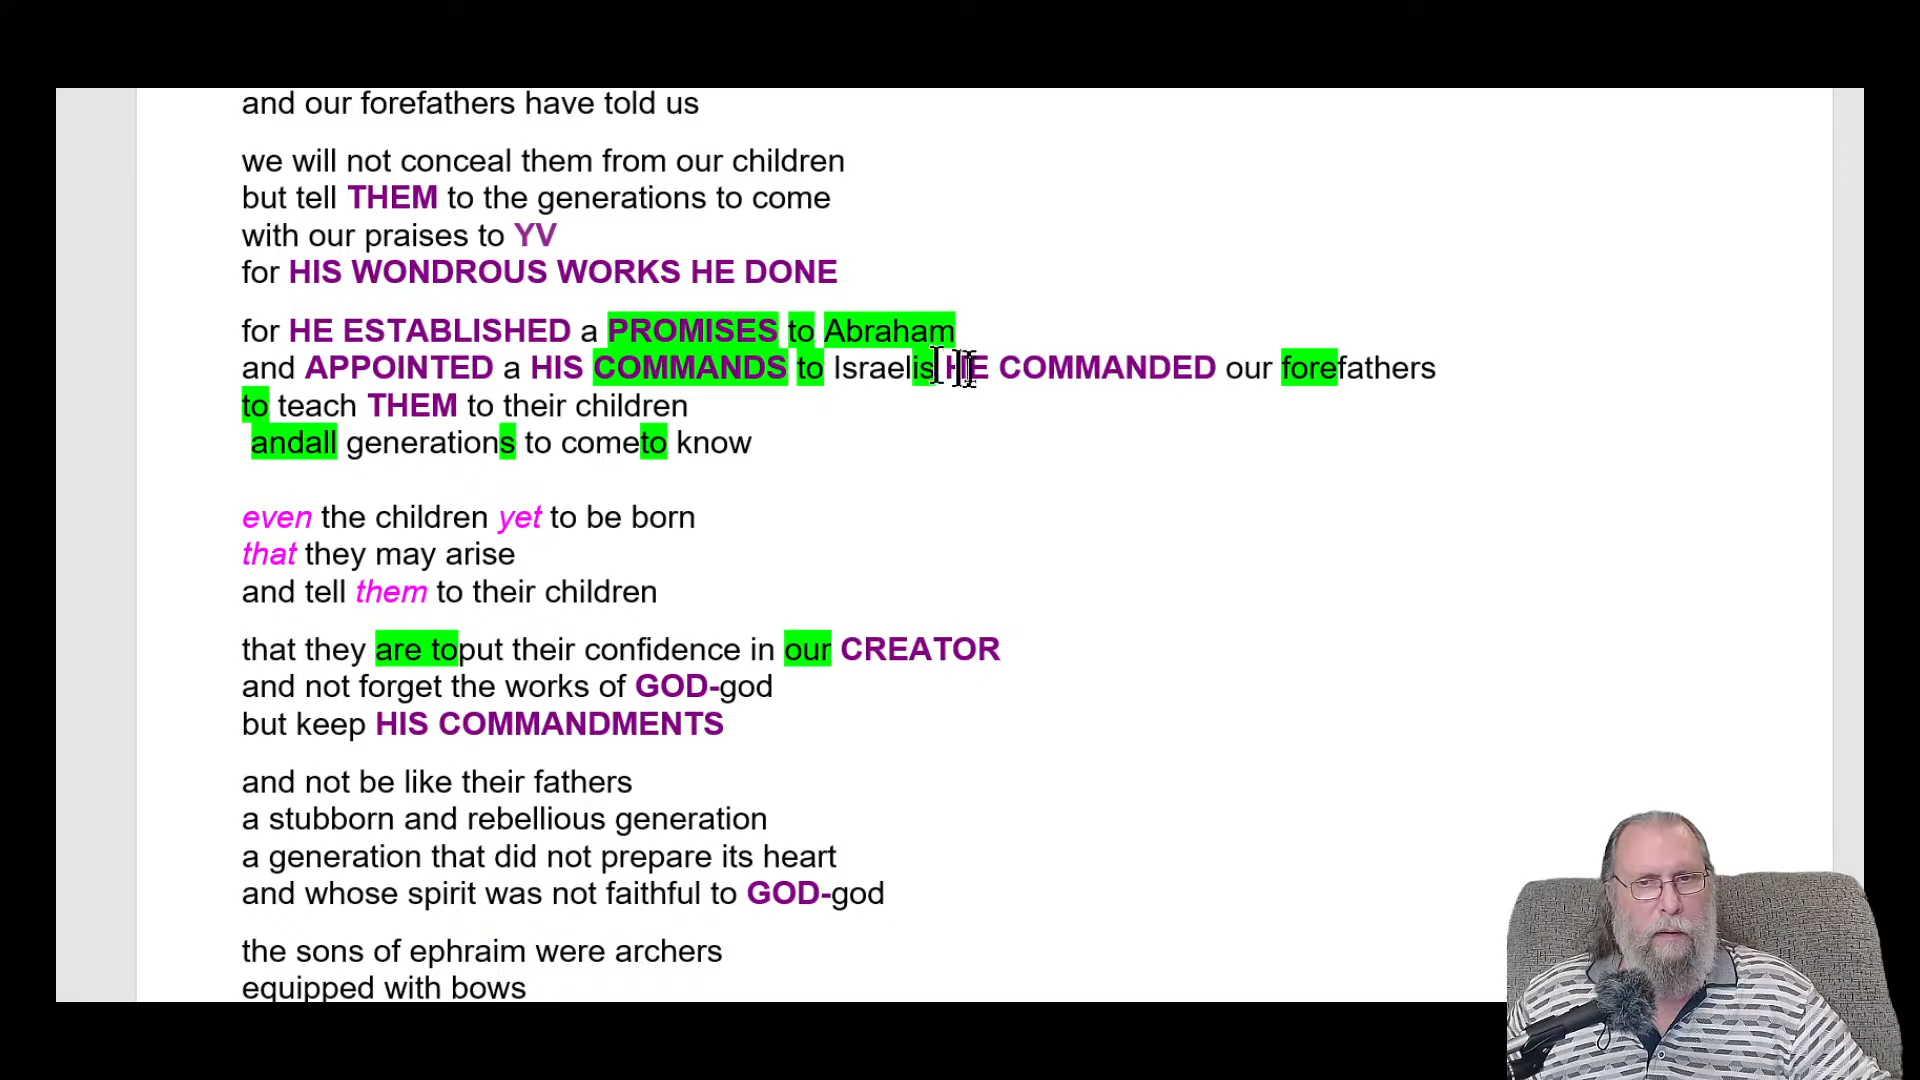 and our forefathers have told us
we will not conceal them from our children
but tell THEM to the generations to come
with our praises to YV
for HIS WONDROUS WORKS HE DONE
for HE ESTABLISHED a PROMISES to Abraham
and APPOINTED a HIS COMMANDS to Israelis HE COMMANDED our forefathers
to teach THEM to their children
andall generations to cometo know
even the children yet to be born
that they may arise
and tell them to their children
that they are toput their confidence in our CREATOR
and not forget the works of GOD-god
but keep HIS COMMANDMENTS
and not be like their fathers
a stubborn and rebellious generation
a generation that did not prepare its heart
and whose spirit was not faithful to GOD-god
the sons of ephraim were archers
equipped with bows